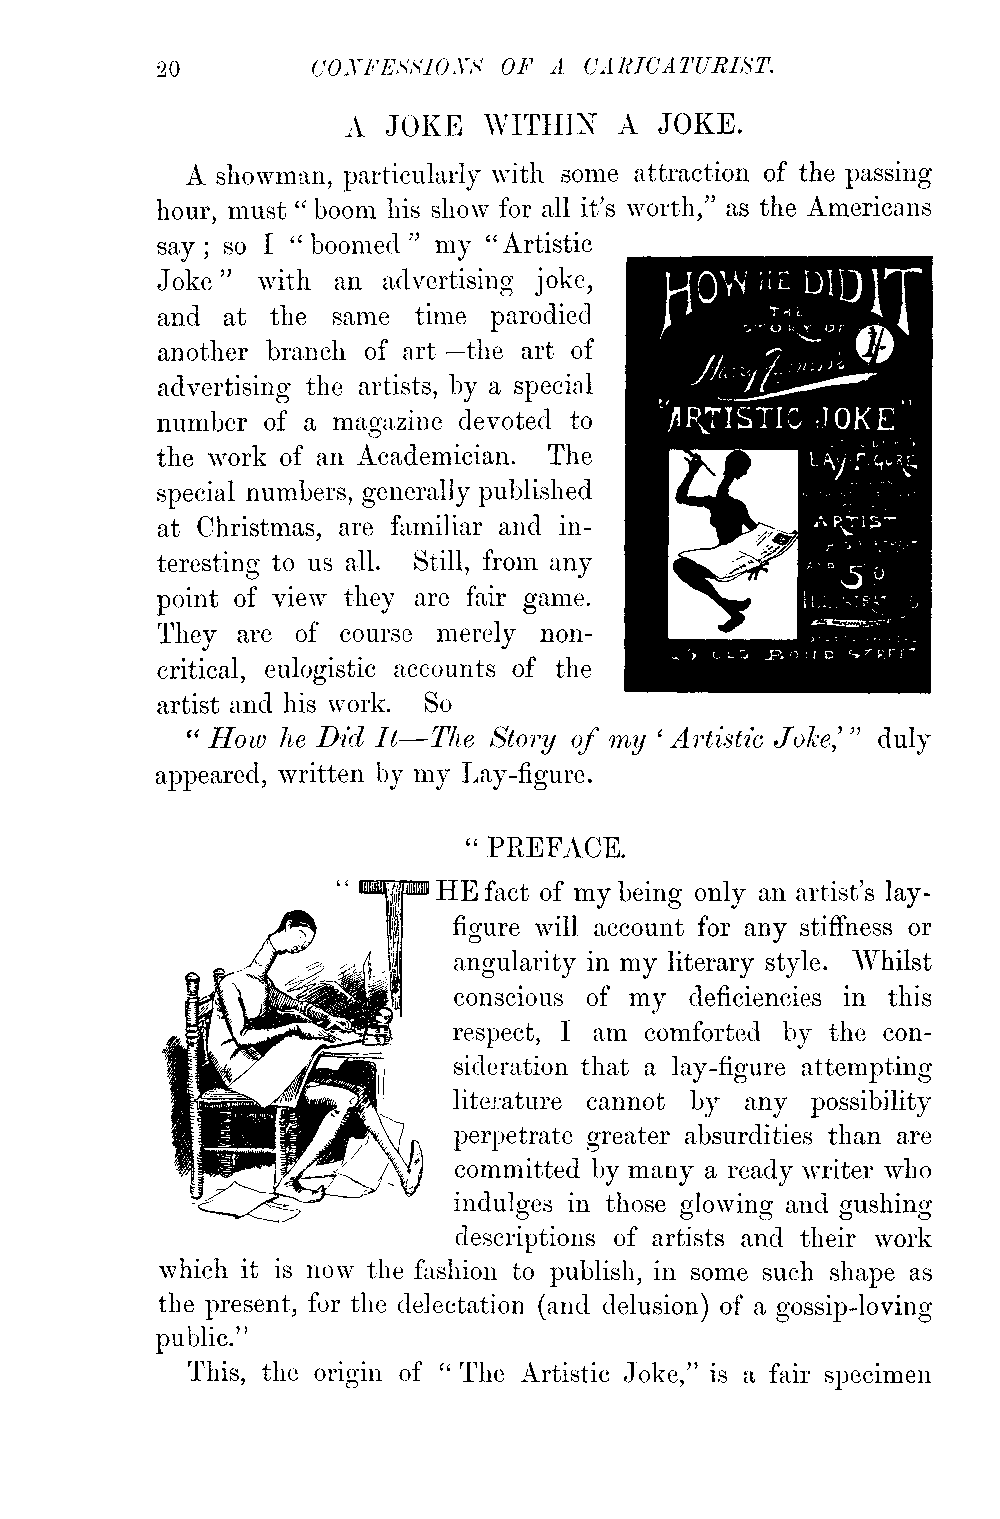 20 CONFESSIONS OF A CARICATURIST.
A JOKE WITHIN A JOKE.
A showman, particularly with some attraction of the passing
hour, must “boom his show for all it's worth,” as the Americans
say; so I “boomed” my “Artistic
Joke” with an advertising joke,
and at the same time parodied
another branch of art—the art of
advertising the artists, by a special
number of a magazine devoted to
the work of an Academician. The
special numbers, generally published
at Christmas, are familiar and in-
teresting to us all. Still, from any
point of view they are fair game.
They are of course merely non-
critical, eulogistic accounts of the
artist and his work. So
HOW HE DID IT
THE
STORY OF
Harry Furniss's
1/-
"ARTISTIC JOKE"
LAY-FIGURE
ARTIST
AND
50
ILLUSTRATIONS
OLD BOND STREET
“How he Did It—The Story of my ‘Artistic Joke,’” duly
appeared, written by my Lay-figure.
“PREFACE.
“THE fact of my being only an artist's lay-
figure will account for any stiffness or
angularity in my literary style. Whilst
conscious of my deficiencies in this
respect, I am comforted by the con-
sideration that a lay-figure attempting
literature cannot by any possibility
perpetrate greater absurdities than are
committed by many a ready writer who
indulges in those glowing and gushing
descriptions of artists and their work
which it is now the fashion to publish, in some such shape as
the present, for the delectation (and delusion) of a gossip-loving
public.”
This, the origin of “The Artistic Joke,” is a fair specimen